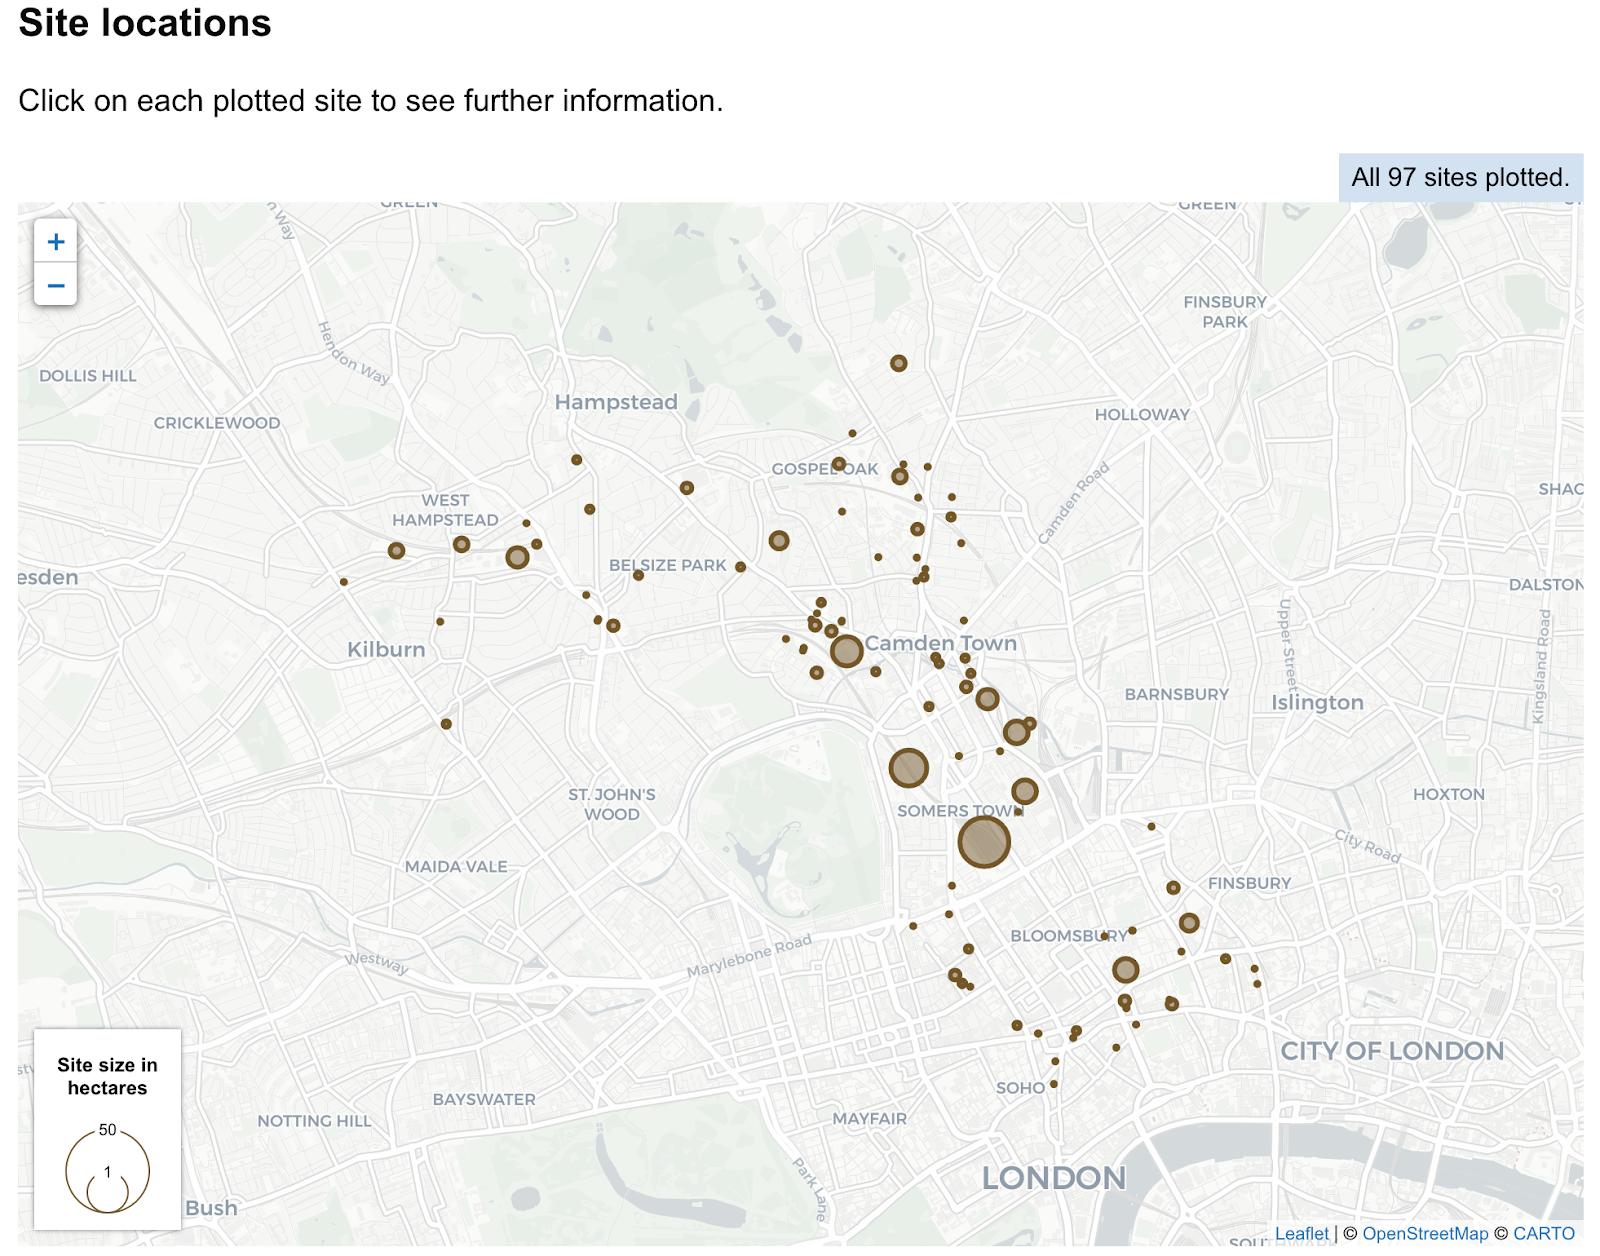 Site locations
Click on each plotted site to see further information.
All 97 sites plotted.
GREEN
GREEN
+
−
FINSBURY
PARK
Hendon Way
DOLLIS HILL
Hampstead
CRICKLEWOOD
HOLLOWAY
GOSPEL OAK
Camden Road
WEST
HAMPSTEAD
SHAC
BELSIZE PARK
esden
DALSTON
Upper Street
Kingsland Road
Camden Town
Kilburn
BARNSBURY
Islington
ST. JOHN'S
WOOD
SOMERS TOWN
HOXTON
City Road
MAIDA VALE
FINSBURY
BLOOMSBURY
Marylebone Road
Westway
CITY OF LONDON
Site size in
hectares
SOHO
BAYSWATER
NOTTING HILL
MAYFAIR
50
1
Park Lane
LONDON
Bush
Leaflet | © OpenStreetMap © CARTO